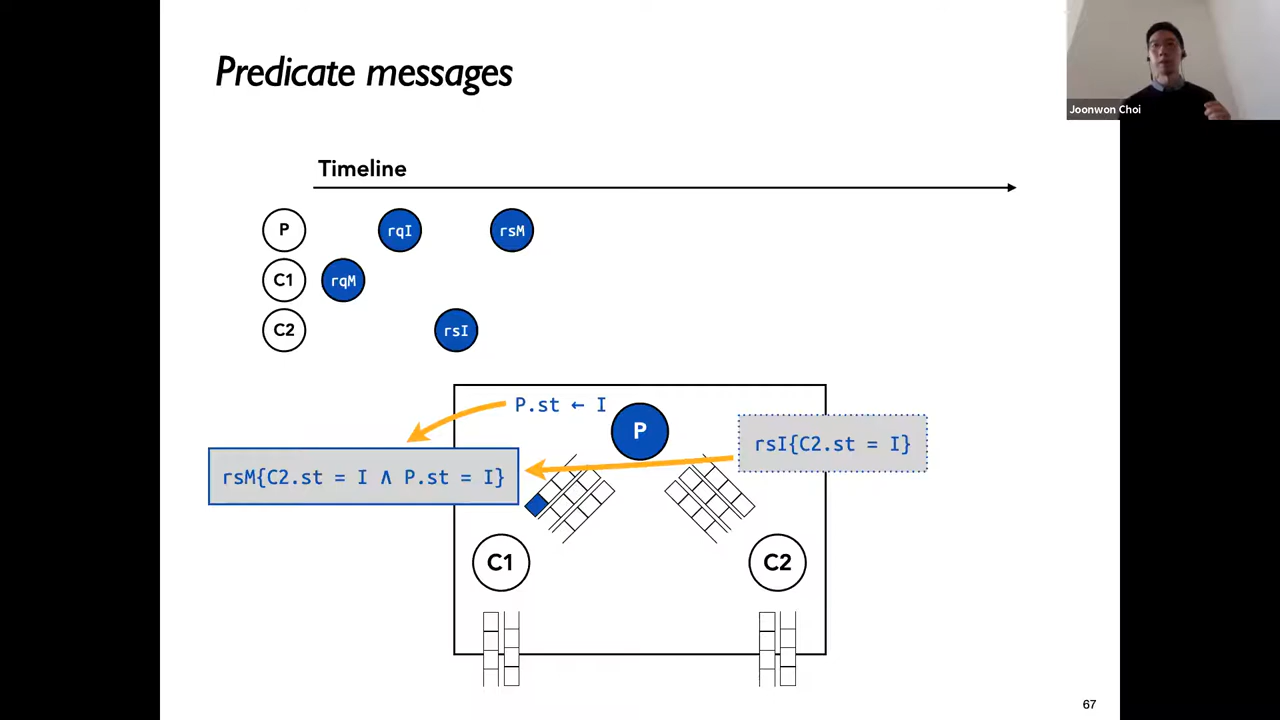 Predicate messages
Joonwon Choi
Timeline
P
rqI
rsM
C1
rqM
C2
rsI
P.st ← I
P
rsI{C2.st = I}
rsM{C2.st = I ∧ P.st = I}
C1
C2
67